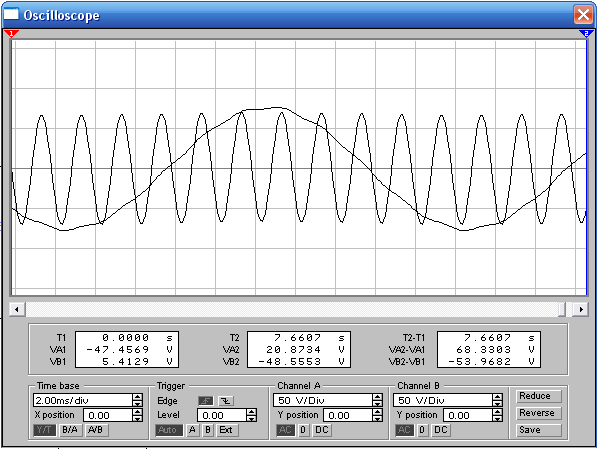 Oscilloscope
1 2
T1 0.0000 s T2 7.6607 s T2-T1 7.6607 s
VA1 -47.4569 V VA2 20.8734 V VA2-VA1 68.3303 V
VB1 5.4129 V VB2 -48.5553 V VB2-VB1 -53.9682 V
Time base Trigger Channel A Channel B
2.00ms/div Edge 50 V/Div 50 V/Div Reduce
X position 0.00 Level 0.00 Y position 0.00 Y position 0.00 Reverse
Y/T B/A A/B Auto A B Ext AC 0 DC AC 0 DC Save